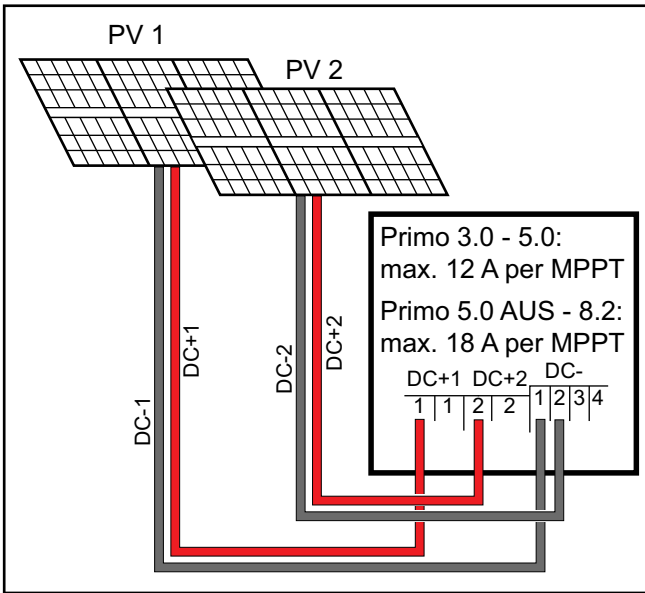 PV 1
PV 2
DC-1
DC+1
DC-2
DC+2
Primo 3.0 - 5.0:
max. 12 A per MPPT
Primo 5.0 AUS - 8.2:
max. 18 A per MPPT
DC+1 DC+2 DC-
1 1 2 2 1 2 3 4